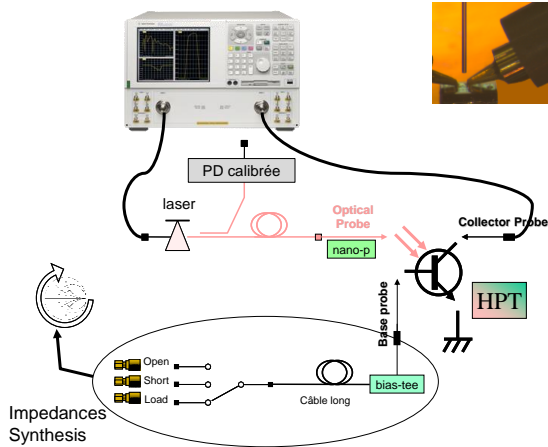 PD calibrée
laser
Optical
Probe
Collector Probe
nano-p
HPT
Base probe
Open
Short
Load
Câble long
bias-tee
Impedances
Synthesis